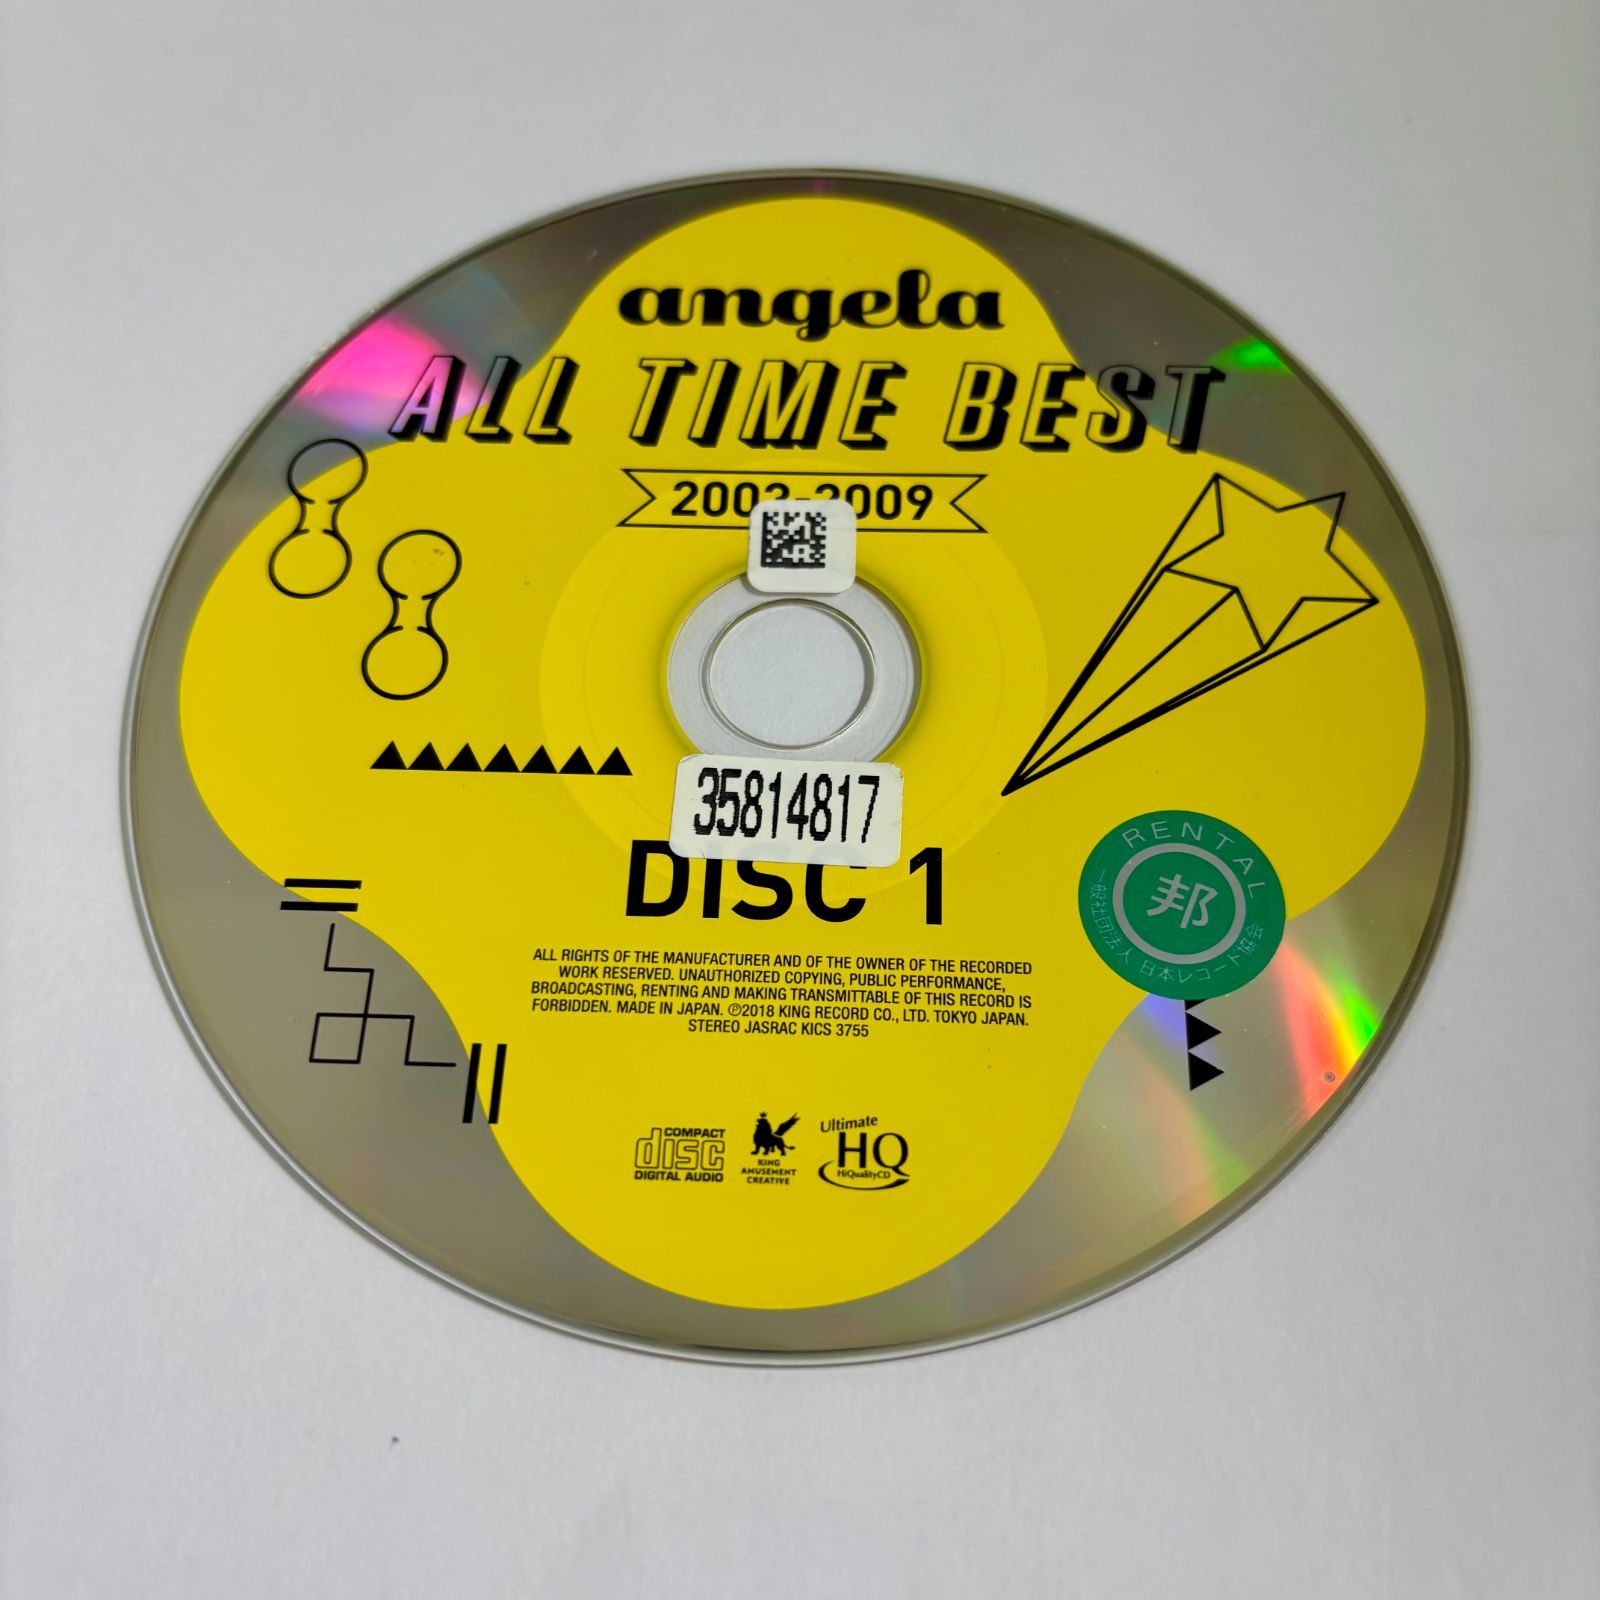 angela
ALL TIME BEST
2003-2009
35814817
DISC 1
RENTAL
邦
一般社団法人 日本レコード協会
ALL RIGHTS OF THE MANUFACTURER AND OF THE OWNER OF THE RECORDED
WORK RESERVED. UNAUTHORIZED COPYING, PUBLIC PERFORMANCE,
BROADCASTING, RENTING AND MAKING TRANSMITTABLE OF THIS RECORD IS
FORBIDDEN. MADE IN JAPAN. ℗2018 KING RECORD CO., LTD. TOKYO JAPAN.
STEREO JASRAC KICS 3755
COMPACT
disc
DIGITAL AUDIO
KING
AMUSEMENT
CREATIVE
Ultimate
HQ
HiQualityCD